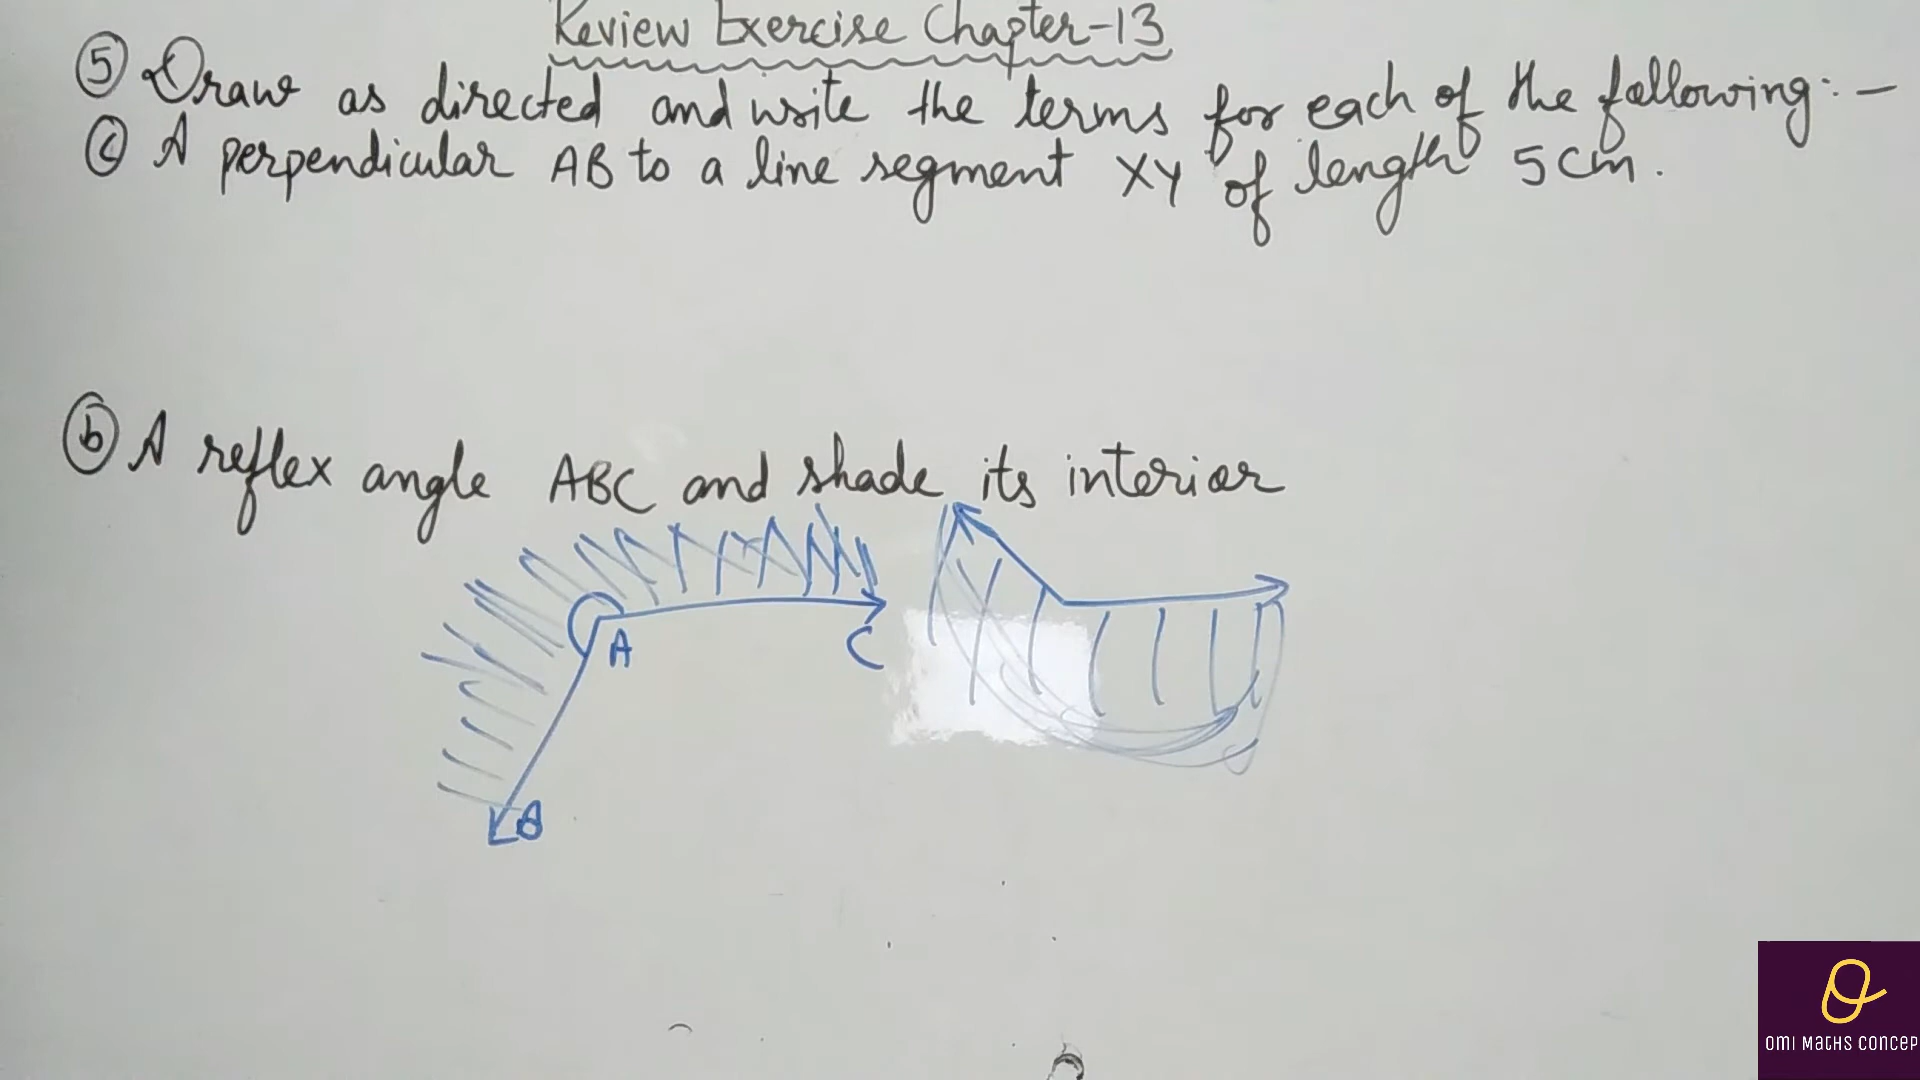 Review Exercise Chapter-13
⑤ Draw as directed and write the terms for each of the following:-
ⓒ A perpendicular AB to a line segment XY of length 5cm.
ⓑ A reflex angle ABC and shade its interior
A
C
B
OMI MATHS CONCEP